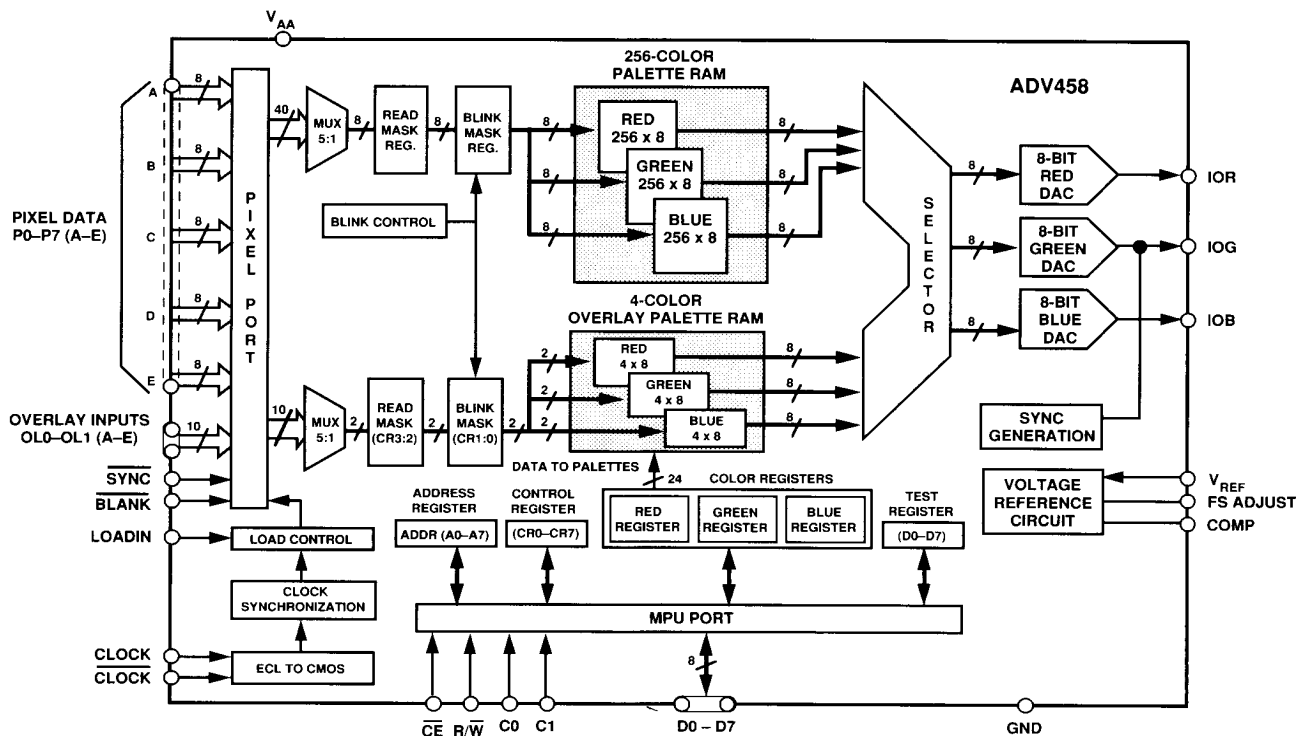 V̅AA
256-COLOR
PALETTE RAM
ADV458
PIXEL DATA
P0–P7 (A–E)
A
8
B
8
C
8
D
8
E
8
PIXEL PORT
40
MUX
5:1
8
READ
MASK
REG.
8
BLINK
MASK
REG.
8
8
8
RED
256 x 8
GREEN
256 x 8
BLUE
256 x 8
8
8
8
BLINK CONTROL
SELECTOR
8
8-BIT
RED
DAC
IOR
8
8-BIT
GREEN
DAC
IOG
8
8-BIT
BLUE
DAC
IOB
4-COLOR
OVERLAY PALETTE RAM
OVERLAY INPUTS
OL0–OL1 (A–E)
10
10
MUX
5:1
2
READ
MASK
(CR3:2)
2
BLINK
MASK
(CR1:0)
2
2
2
2
RED
4 x 8
GREEN
4 x 8
BLUE
4 x 8
8
8
8
SYNC
GENERATION
SYNC
BLANK
LOADIN
LOAD CONTROL
CLOCK
SYNCHRONIZATION
CLOCK
CLOCK
ECL TO CMOS
DATA TO PALETTES
24
ADDRESS
REGISTER
ADDR (A0–A7)
CONTROL
REGISTER
(CR0–CR7)
COLOR REGISTERS
RED
REGISTER
GREEN
REGISTER
BLUE
REGISTER
TEST
REGISTER
(D0–D7)
VOLTAGE
REFERENCE
CIRCUIT
VREF
FS ADJUST
COMP
MPU PORT
8
CE
R/W
C0
C1
D0 – D7
GND